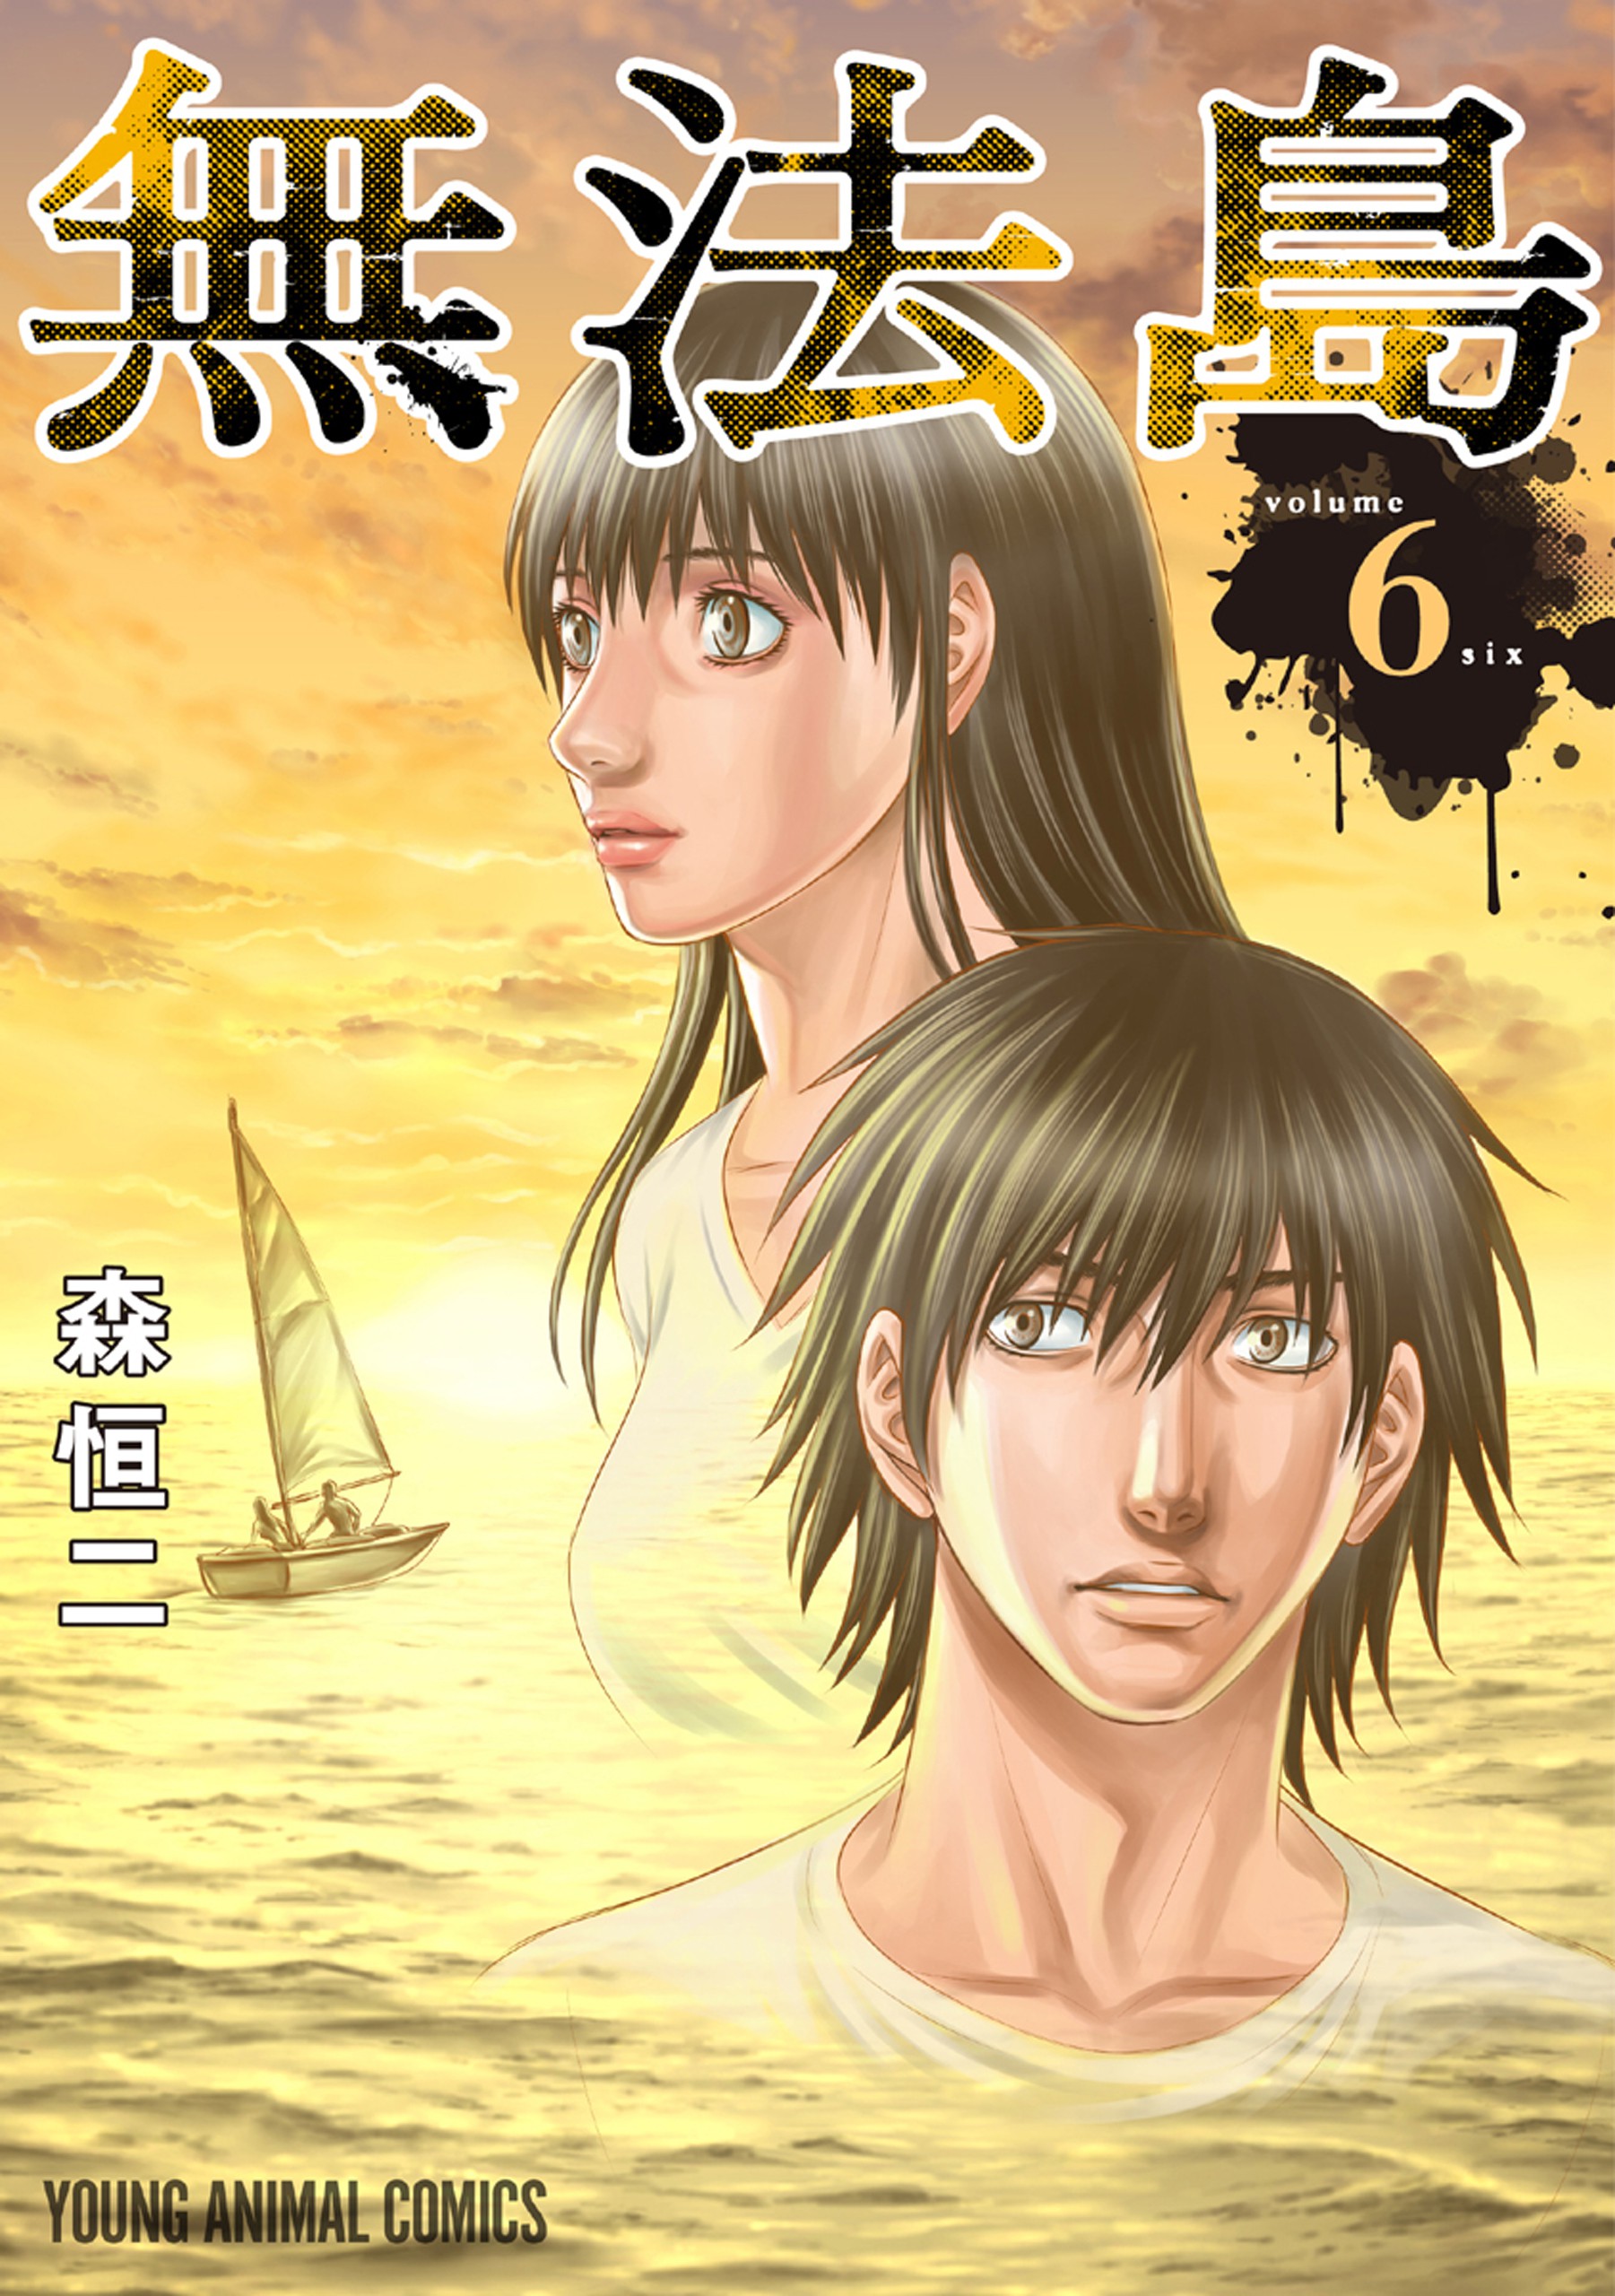 無法島
volume
6 six
森恒二
YOUNG ANIMAL COMICS